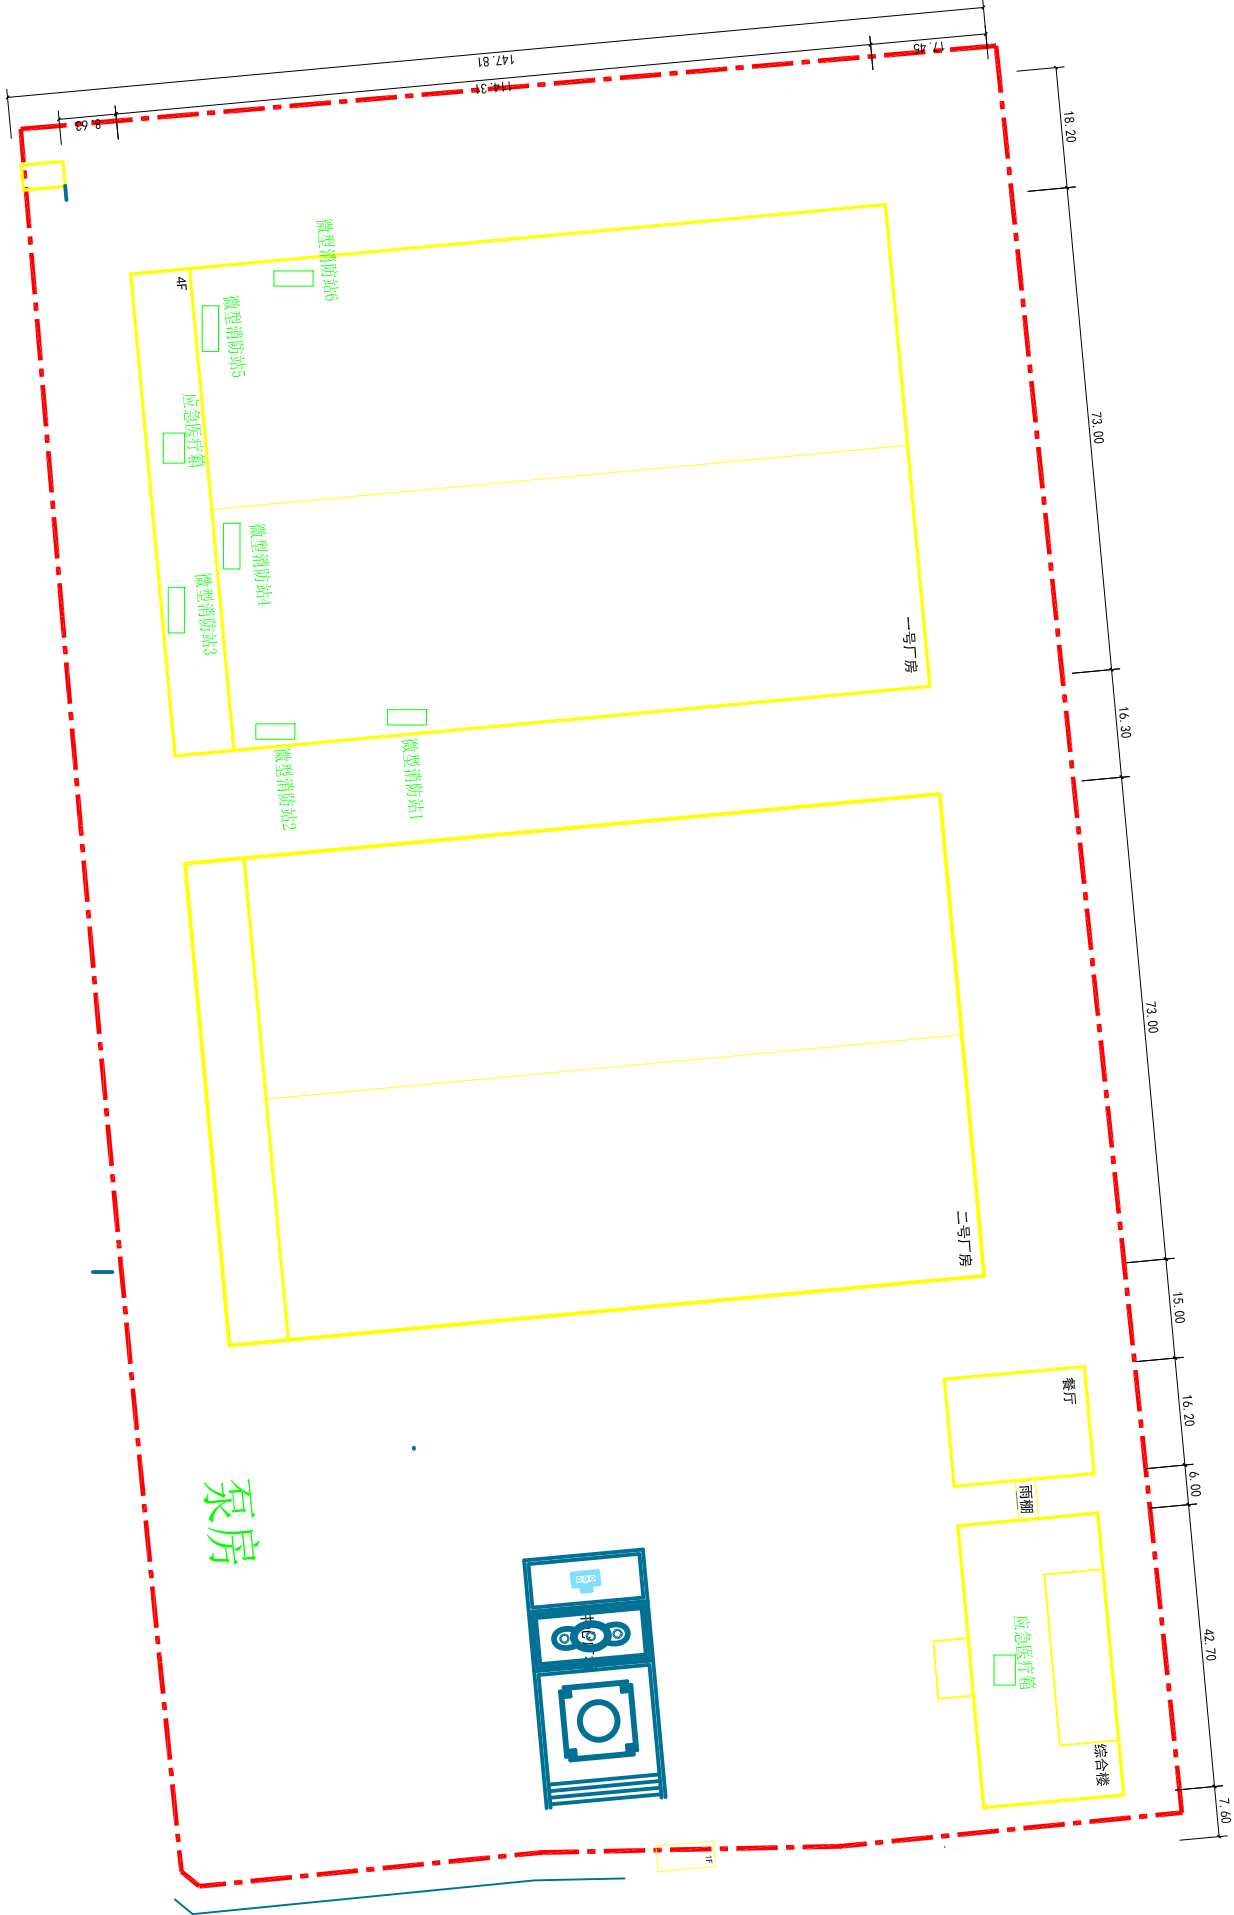 147.81
17.45
114.31
8.63
18.20
微型消防站6
4F
微型消防站5
应急医疗箱
73.00
微型消防站4
微型消防站3
一号厂房
16.30
微型消防站1
微型消防站2
73.00
二号厂房
15.00
餐厅
16.20
6.00
雨棚
泵房
应急医疗箱
42.70
综合楼
7.60
1F